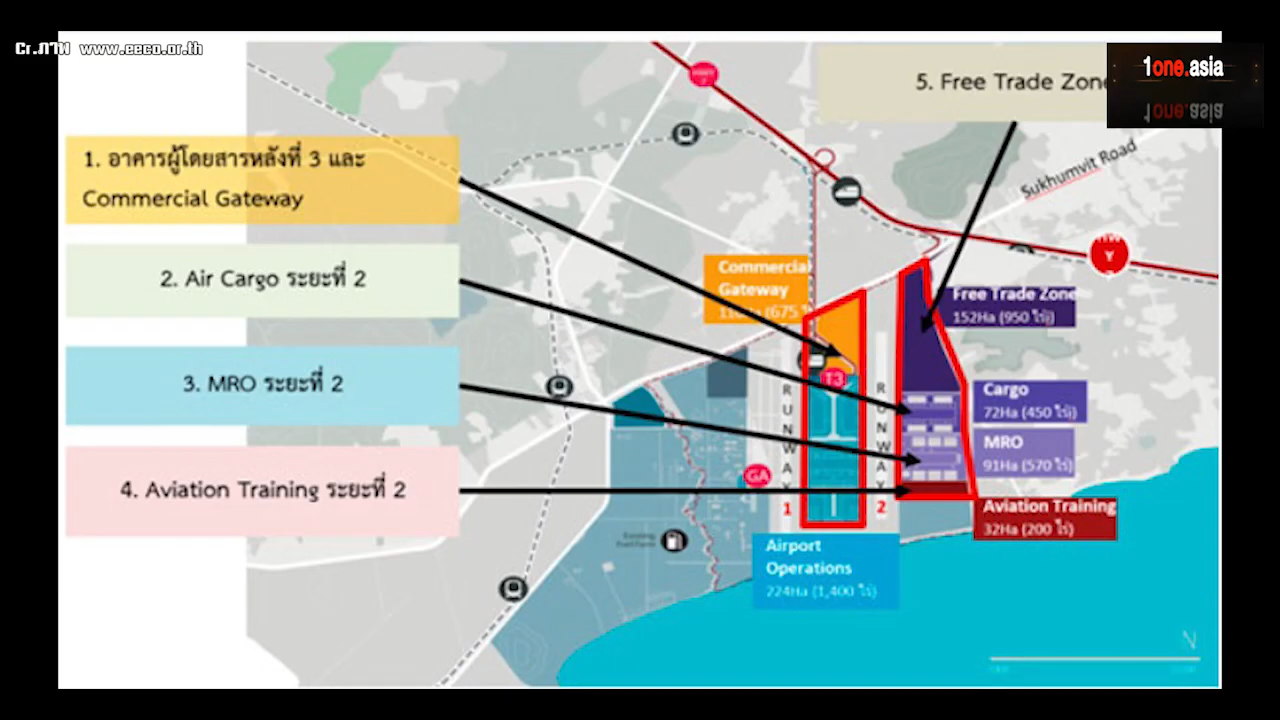 Cr.ภาพ www.eeco.or.th
1one.asia
5. Free Trade Zone
1. อาคารผู้โดยสารหลังที่ 3 และ
Commercial Gateway
2. Air Cargo ระยะที่ 2
3. MRO ระยะที่ 2
4. Aviation Training ระยะที่ 2
Sukhumvit Road
Commercial
Gateway
(675
Free Trade Zone
152Ha (950 ไร่)
T3
Cargo
72Ha (450 ไร่)
MRO
91Ha (570 ไร่)
Aviation Training
32Ha (200 ไร่)
RUNWAY
1
RUNWAY
2
GA
Airport
Operations
224Ha (1,400 ไร่)
N